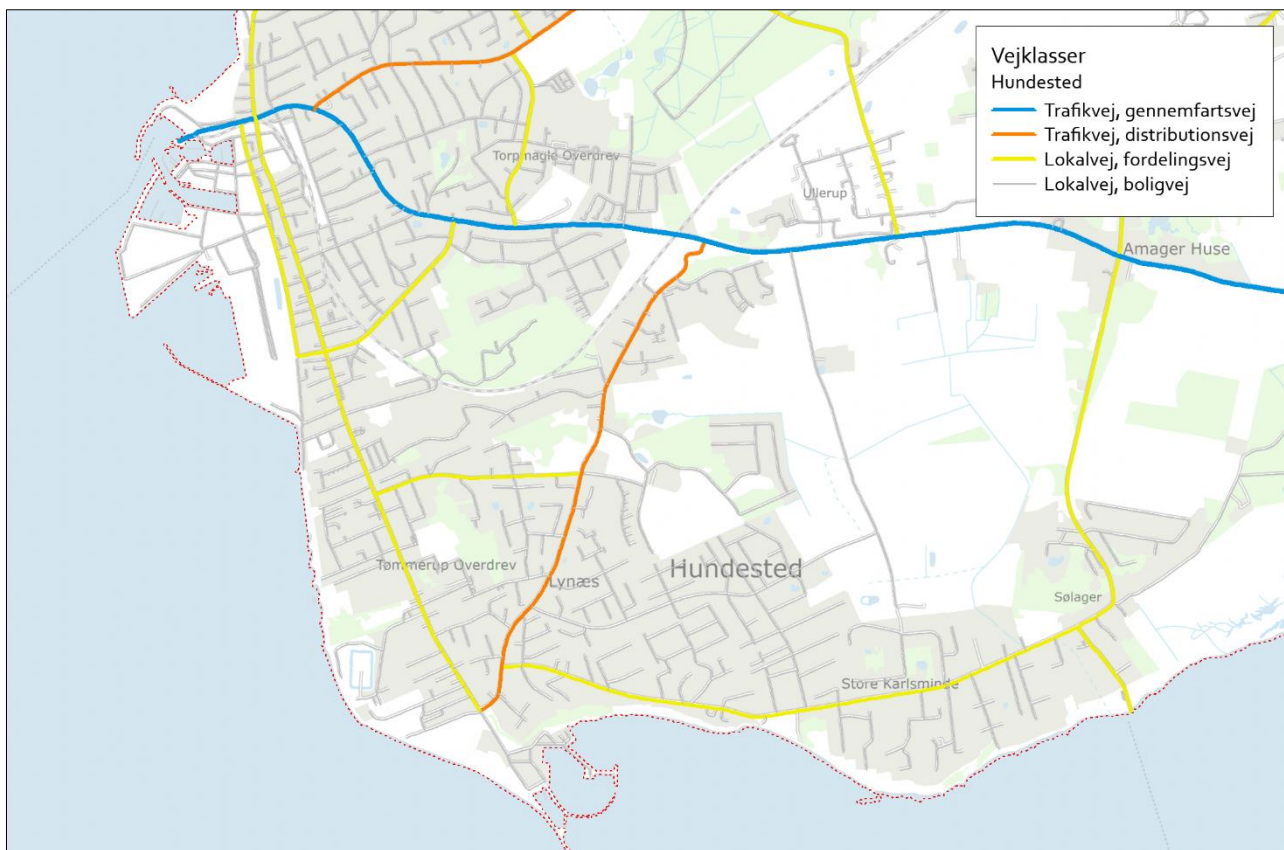 Vejklasser
Hundested
Trafikvej, gennemfartsvej
Trafikvej, distributionsvej
Lokalvej, fordelingsvej
Lokalvej, boligvej
Torpmagle Overdrev
Ullerup
Amager Huse
Tømmerup Overdrev
Lynæs
Hundested
Sølager
Store Karlsminde